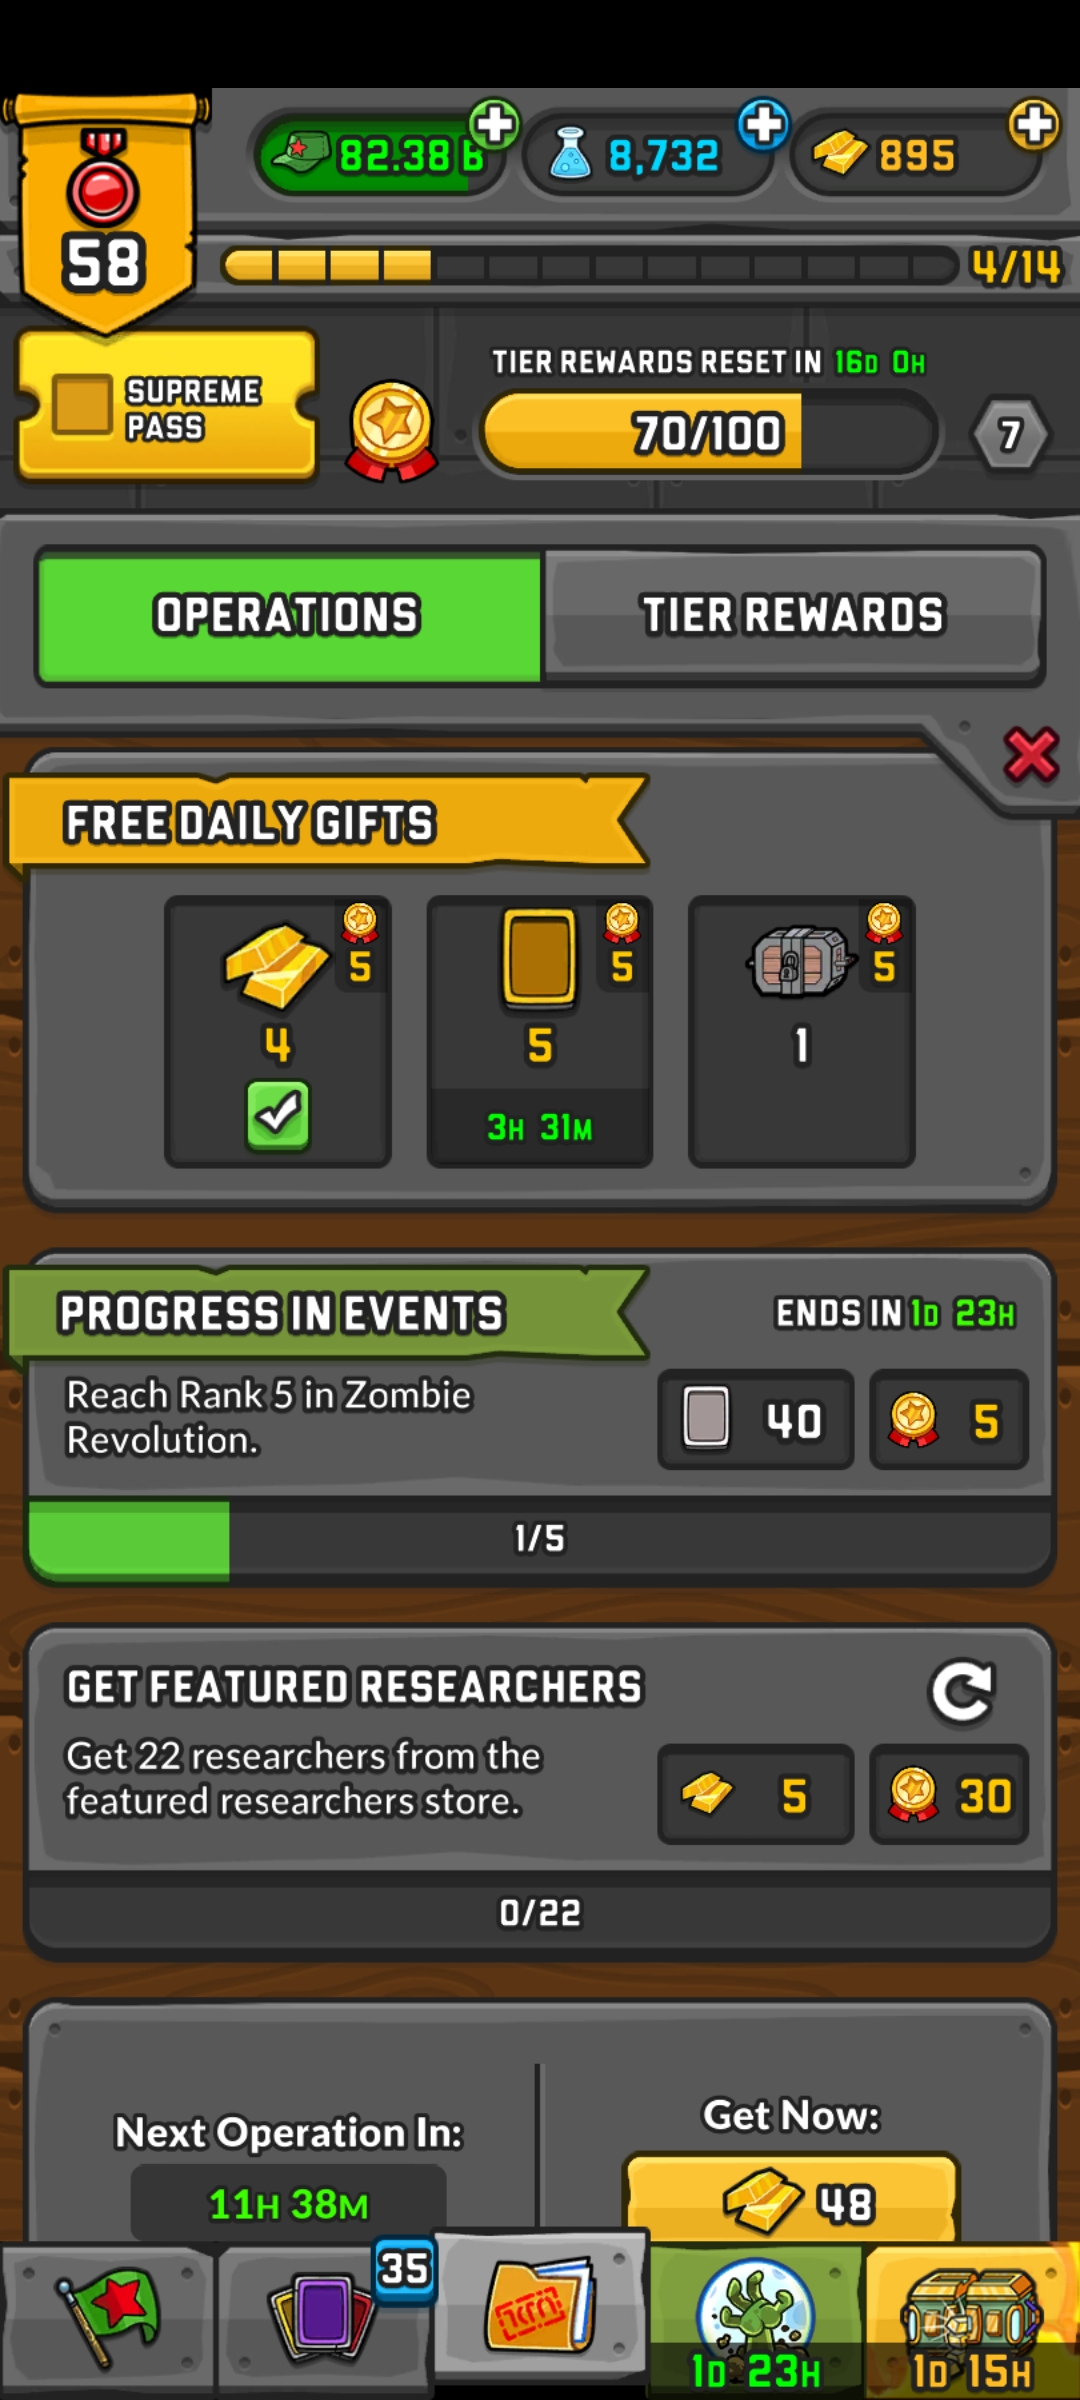 82.38 B
8,732
895
58
4/14
SUPREME
PASS
TIER REWARDS RESET IN 16D 0H
70/100
7
OPERATIONS
TIER REWARDS
FREE DAILY GIFTS
5
5
5
4
5
1
3H 31M
PROGRESS IN EVENTS
ENDS IN 1D 23H
Reach Rank 5 in Zombie
Revolution.
40
5
1/5
GET FEATURED RESEARCHERS
Get 22 researchers from the
featured researchers store.
5
30
0/22
Next Operation In:
Get Now:
11H 38M
48
35
1D 23H
1D 15H